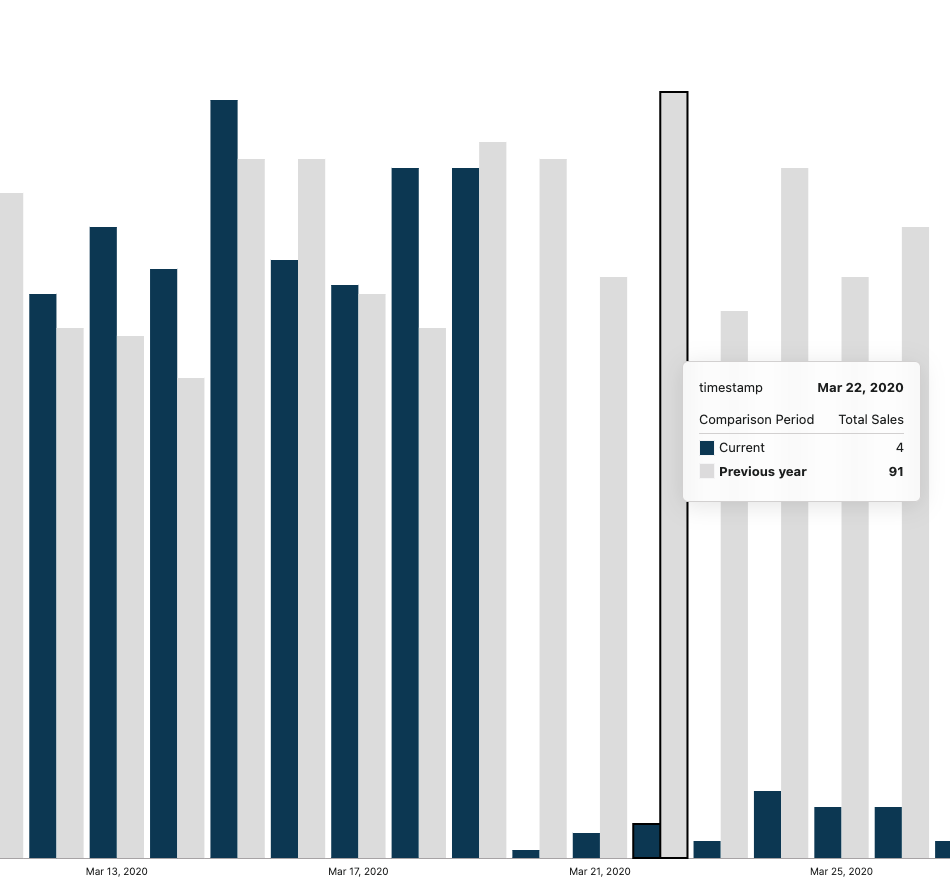 timestamp Mar 22, 2020
Comparison Period Total Sales
Current 4
Previous year 91
Mar 13, 2020 Mar 17, 2020 Mar 21, 2020 Mar 25, 2020